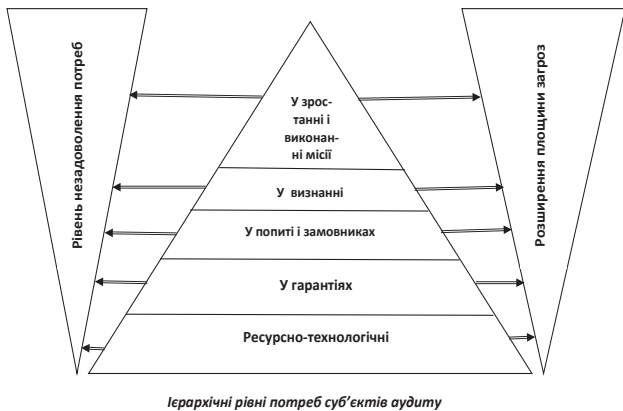 Рівень незадоволення потреб
У зрос-
танні і
виконан-
ні місії
У визнанні
У попиті і замовниках
У гарантіях
Ресурсно-технологічні
Розширення площини загроз
Ієрархічні рівні потреб суб’єктів аудиту